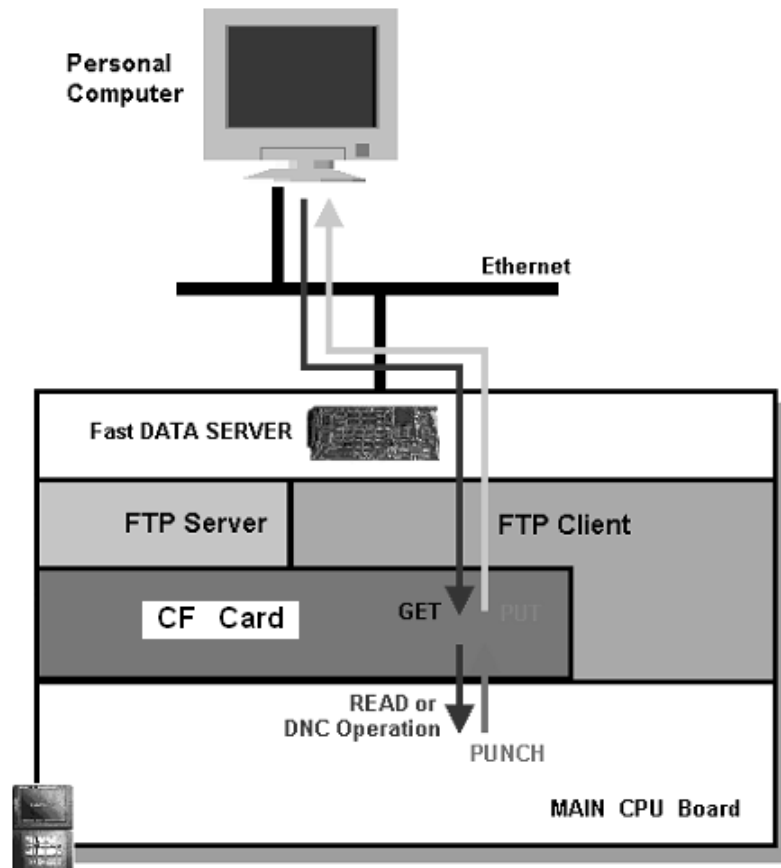 Personal
Computer
Ethernet
Fast DATA SERVER
FTP Server
FTP Client
CF Card
GET
PUT
READ or
DNC Operation
PUNCH
MAIN CPU Board